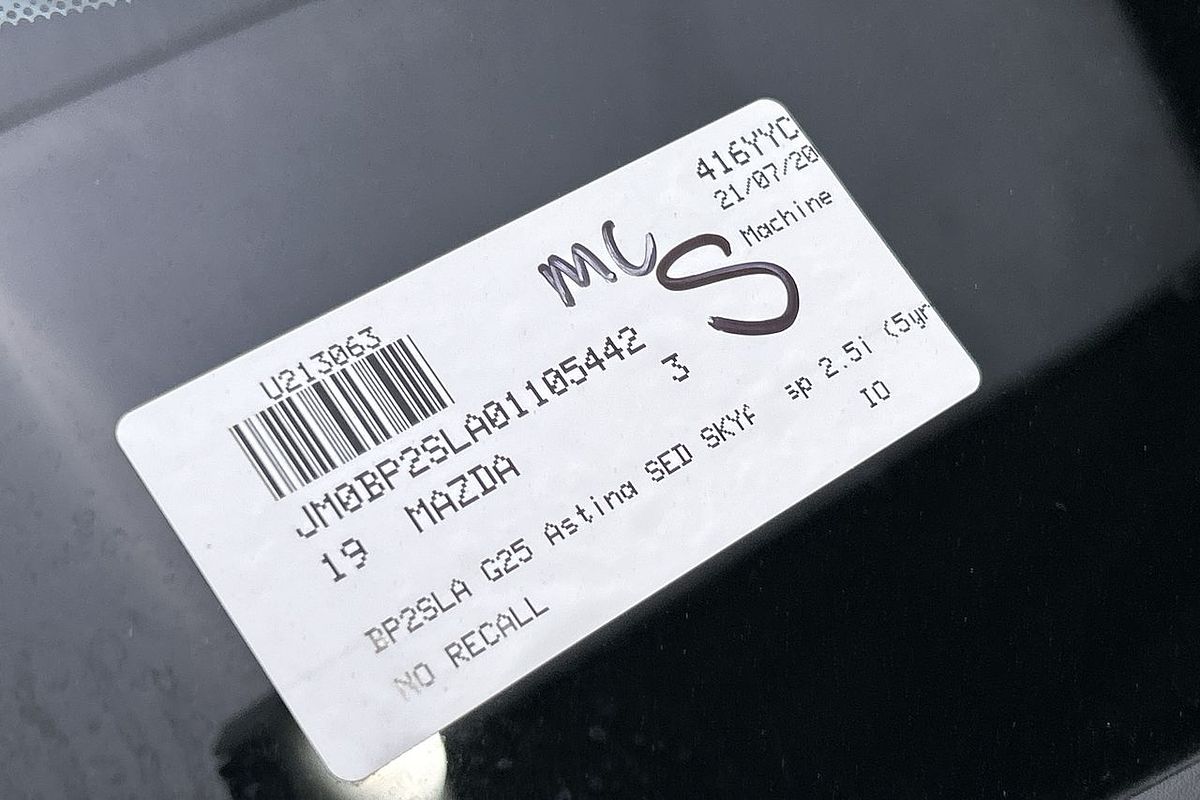 416YYC
21/07/20
Machine
mc S
U213063
JM0BP2SLA01105442
19 MAZDA 3
BP2SLA G25 Astina SED SKYA sp 2.5i (5yr
NO RECALL IO